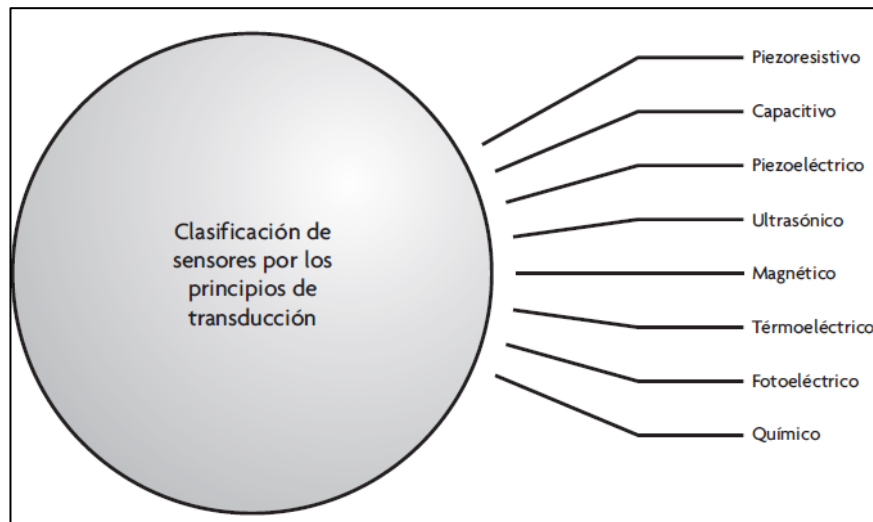 Clasificación de
sensores por los
principios de
transducción
Piezoresistivo
Capacitivo
Piezoeléctrico
Ultrasónico
Magnético
Térmoeléctrico
Fotoeléctrico
Químico